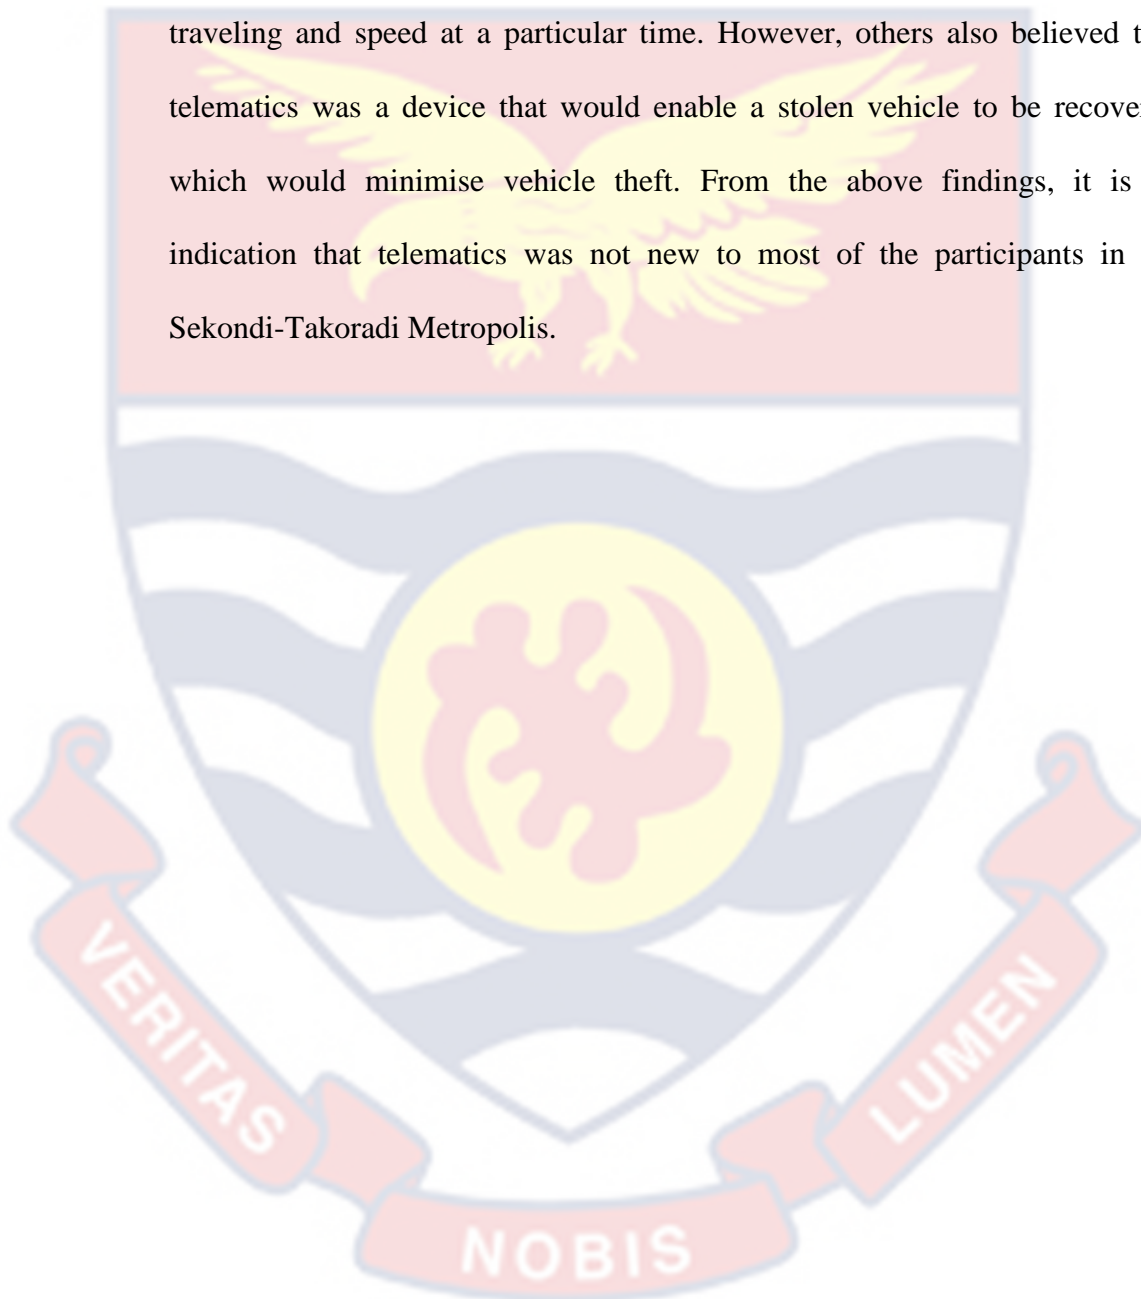 traveling and speed at a particular time. However, others also believed t
telematics was a device that would enable a stolen vehicle to be recove
which would minimise vehicle theft. From the above findings, it is
indication that telematics was not new to most of the participants in
Sekondi-Takoradi Metropolis.
VERITAS
NOBIS
LUMEN